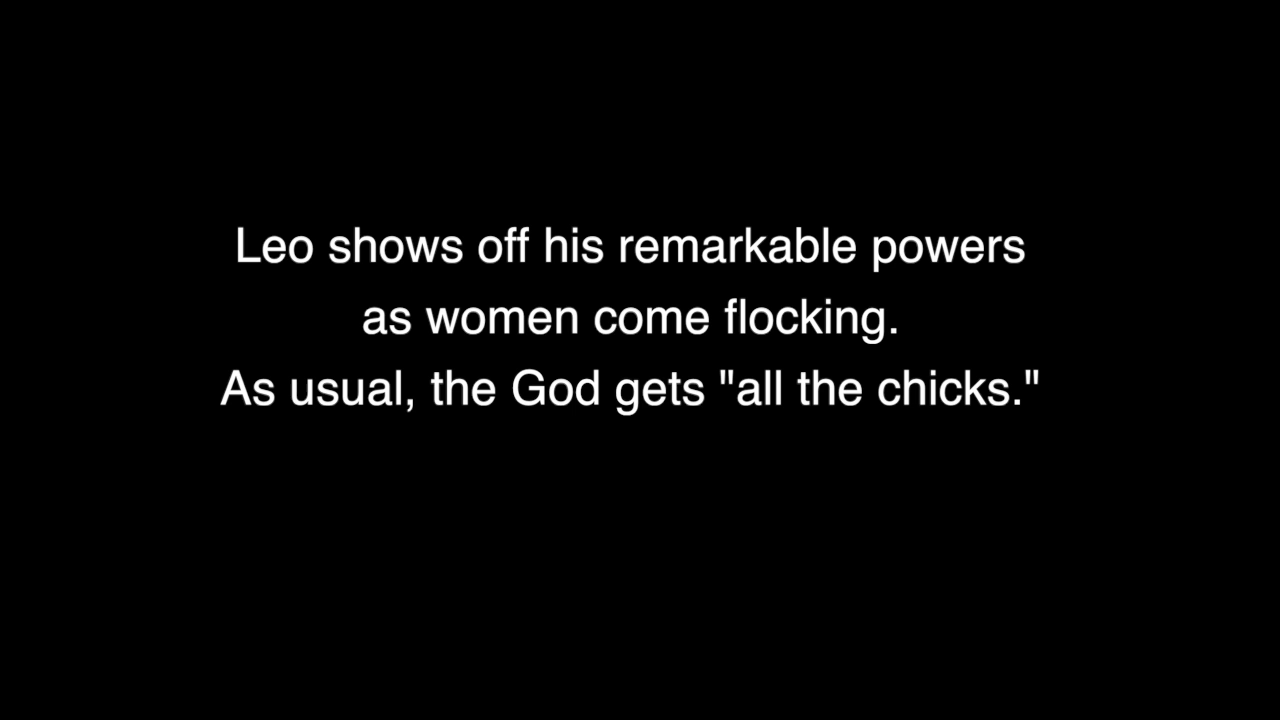 Leo shows off his remarkable powers
as women come flocking.
As usual, the God gets "all the chicks."